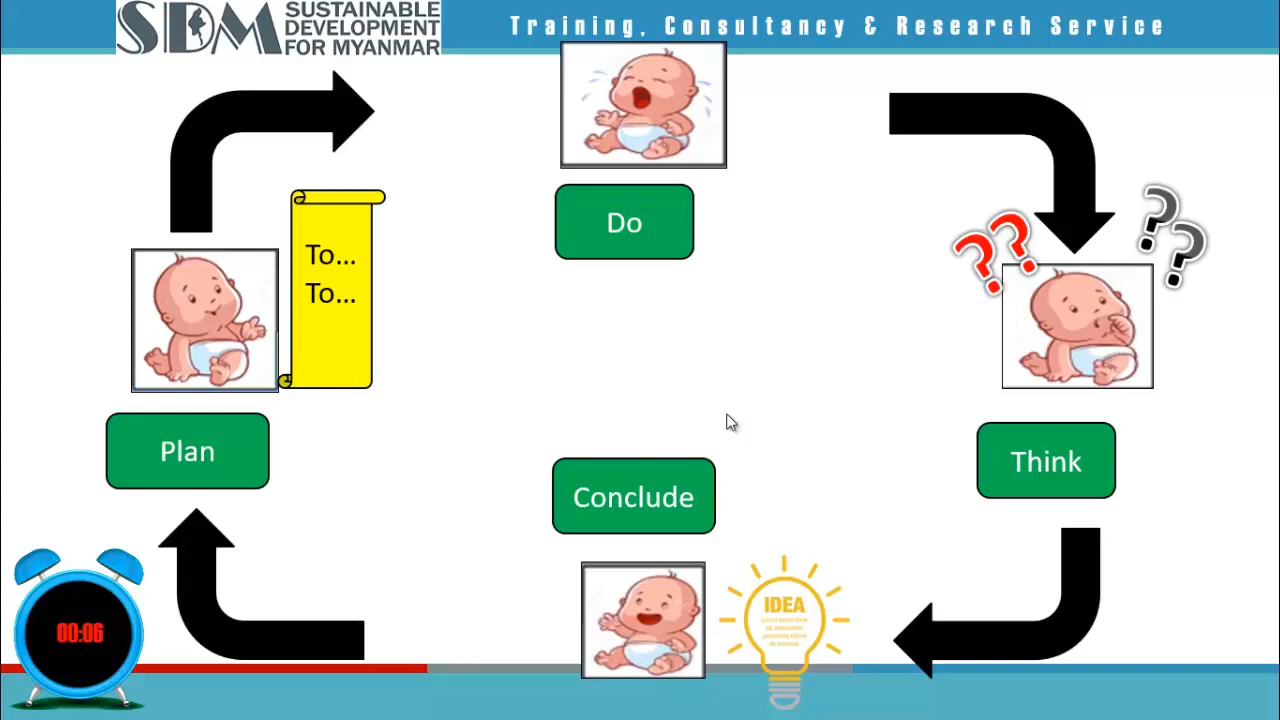 SDM
SUSTAINABLE
DEVELOPMENT
FOR MYANMAR
Training, Consultancy & Research Service
Do
To...
To...
Plan
Think
Conclude
IDEA
00:06